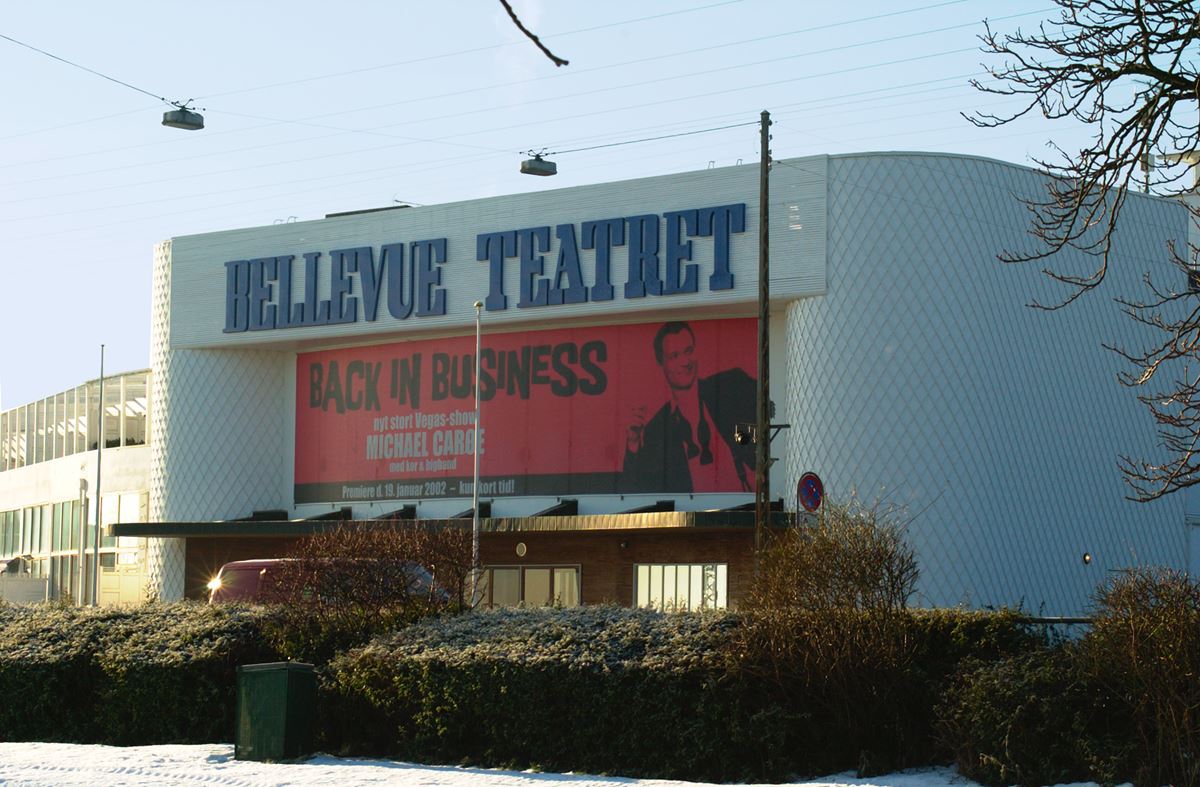 BELLEVUE TEATRET
BACK IN BUSINESS
nyt stort Vegas-show
MICHAEL CARØE
med kor & bigband
Premiere d. 19. januar 2002 – kun kort tid!